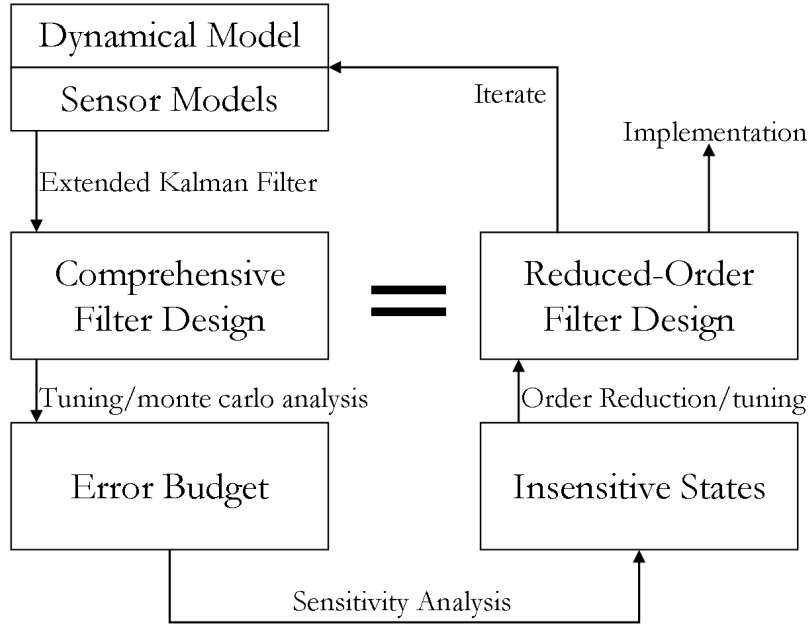 Dynamical Model
Sensor Models
Iterate
Implementation
Extended Kalman Filter
Comprehensive
Filter Design
=
Reduced-Order
Filter Design
Tuning/monte carlo analysis
Order Reduction/tuning
Error Budget
Insensitive States
Sensitivity Analysis